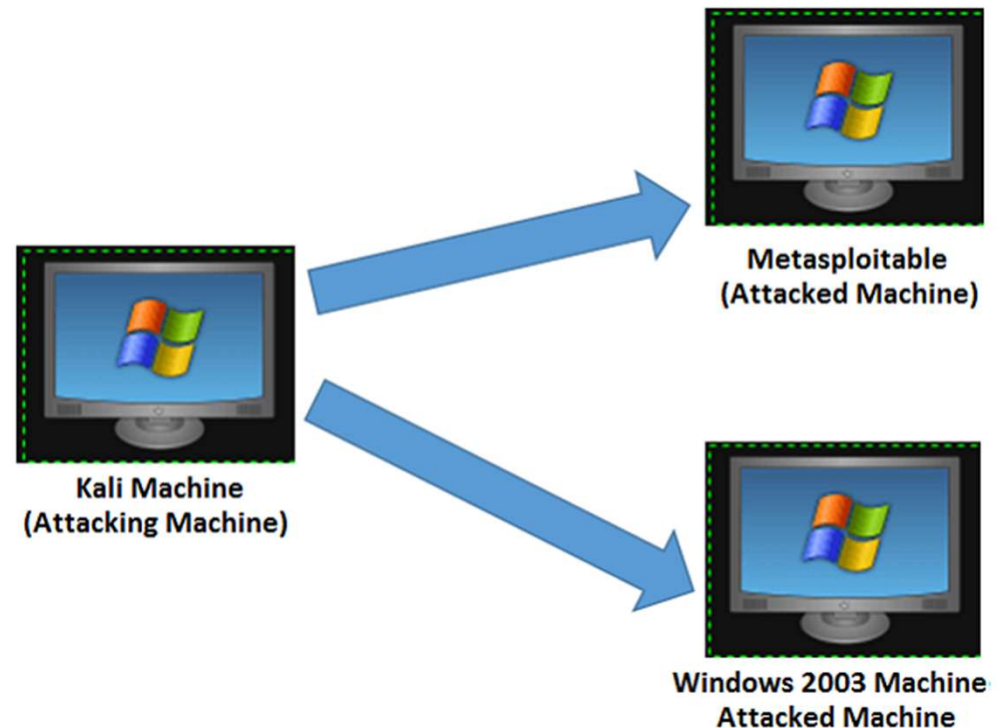 Metasploitable
(Attacked Machine)
Kali Machine
(Attacking Machine)
Windows 2003 Machine
Attacked Machine